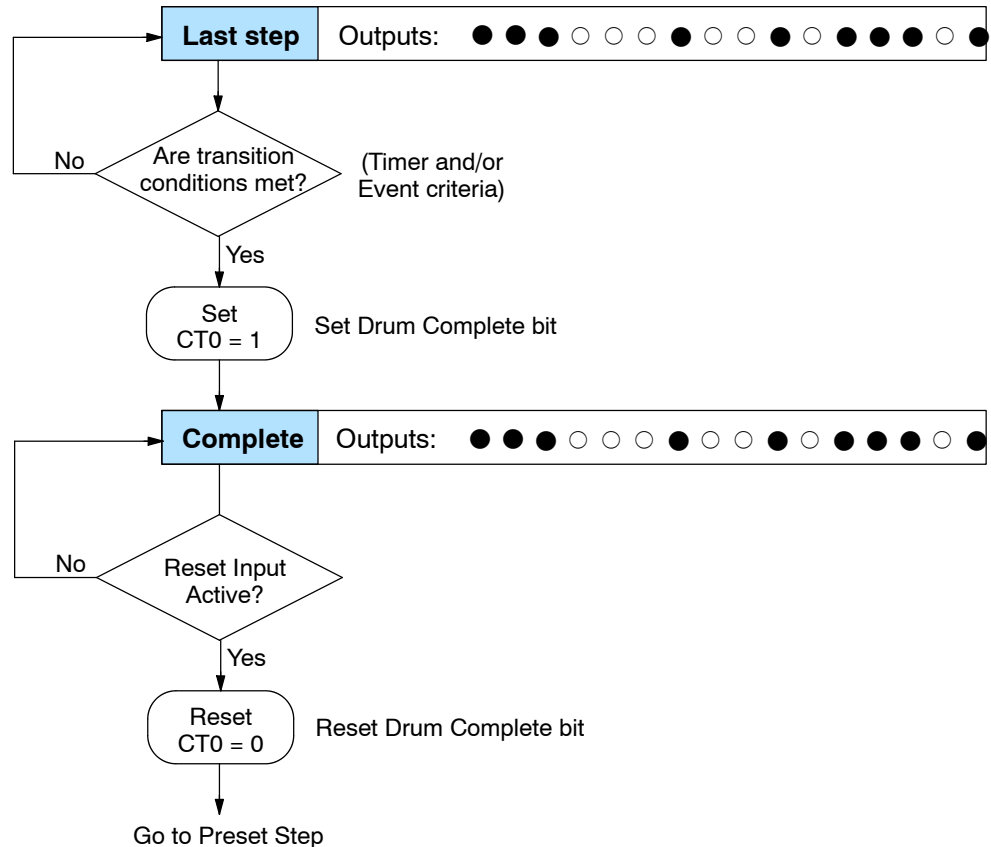 Last step Outputs:
No
Are transition
conditions met?
(Timer and/or
Event criteria)
Yes
Set
CT0 = 1
Set Drum Complete bit
Complete Outputs:
No
Reset Input
Active?
Yes
Reset
CT0 = 0
Reset Drum Complete bit
Go to Preset Step